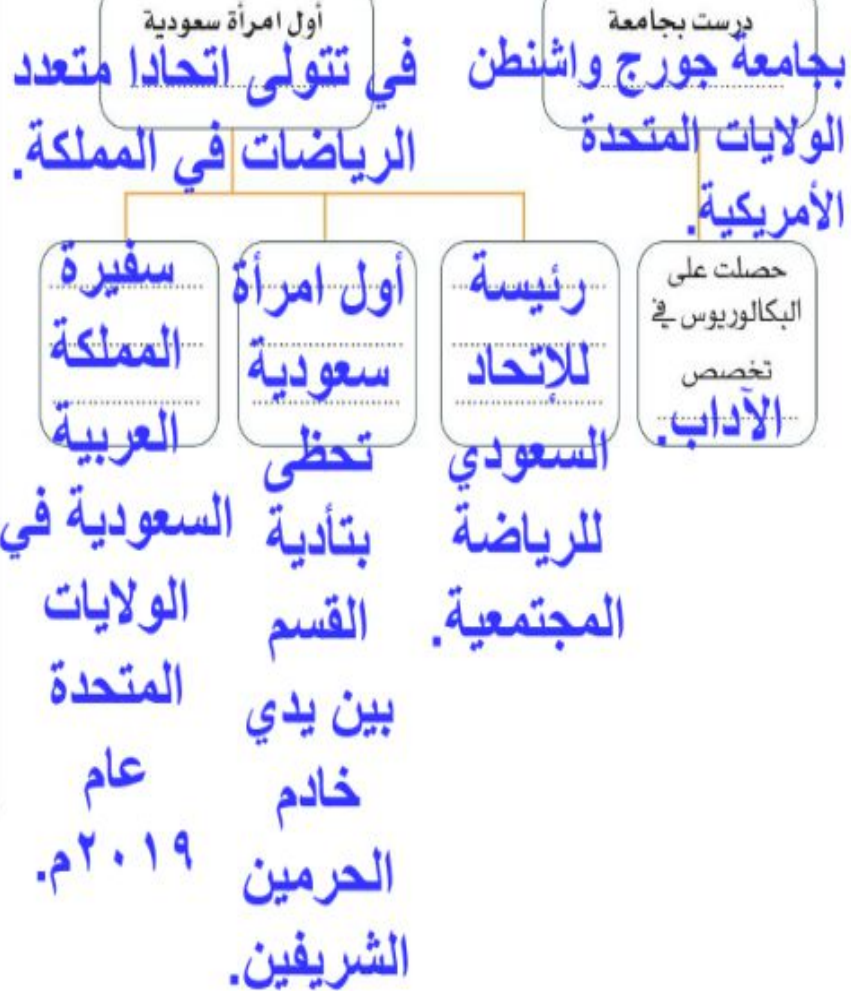 درست بجامعة
بجامعة جورج واشنطن
الولايات المتحدة
الأمريكية.
أول امرأة سعودية
في تتولى اتحادا متعدد
الرياضات في المملكة.
حصلت على
البكالوريوس في
تخصص
الآداب.
رئيسة
للإتحاد
السعودي
للرياضة
المجتمعية.
أول امرأة
سعودية
تحظى
بتأدية
القسم
بين يدي
خادم
الحرمين
الشريفين.
سفيرة
المملكة
العربية
السعودية في
الولايات
المتحدة
عام
٢٠١٩م.